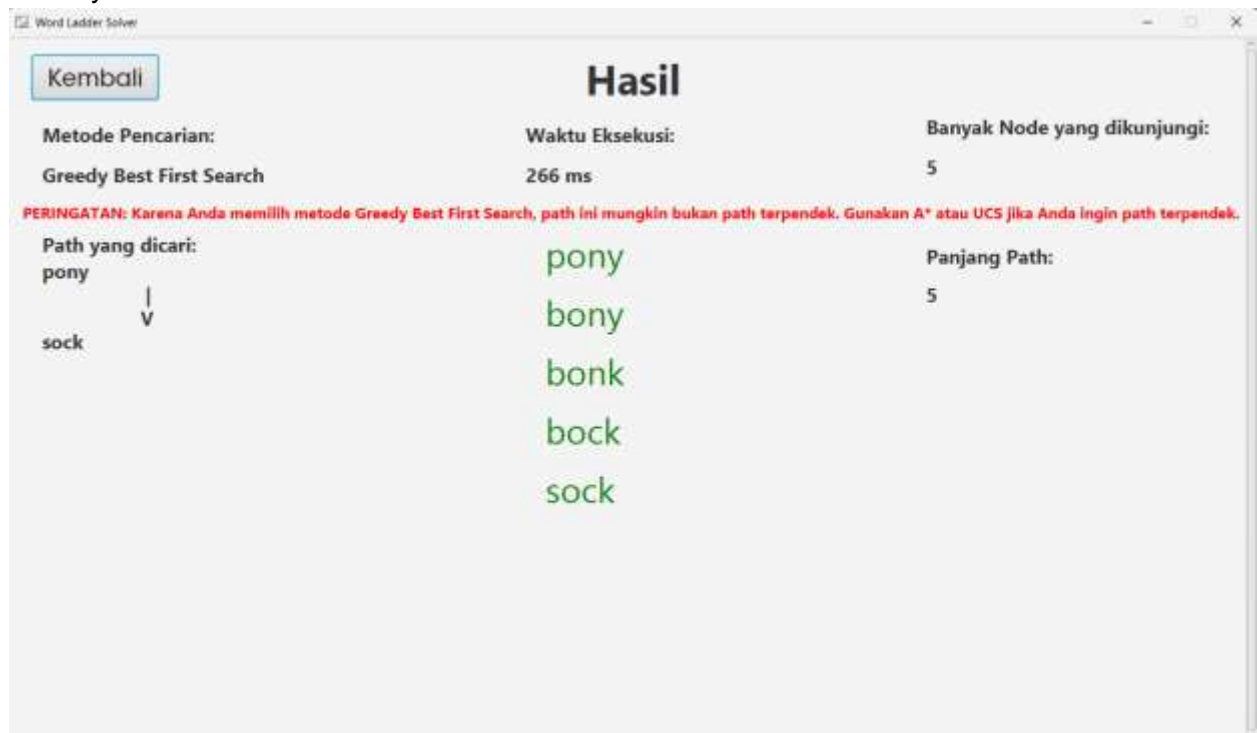 Word Ladder Solver
Kembali
Hasil
Metode Pencarian:
Greedy Best First Search
Waktu Eksekusi:
266 ms
Banyak Node yang dikunjungi:
5
PERINGATAN: Karena Anda memilih metode Greedy Best First Search, path ini mungkin bukan path terpendek. Gunakan A* atau UCS jika Anda ingin path terpendek.
Path yang dicari:
pony
|
V
sock
pony
bony
bonk
bock
sock
Panjang Path:
5